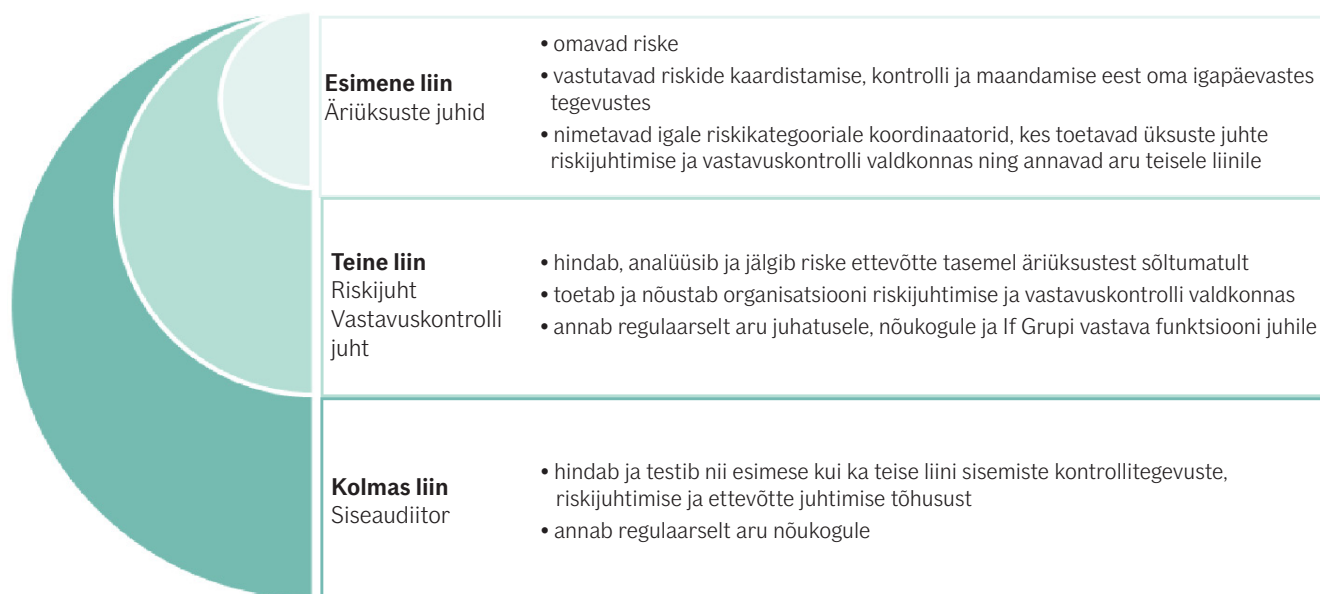 Esimene liin
Äriüksuste juhid
• omavad riske
• vastutavad riskide kaardistamise, kontrolli ja maandamise eest oma igapäevastes
tegevustes
• nimetavad igale riskikategooriale koordinaatorid, kes toetavad üksuste juhte
riskijuhtimise ja vastavuskontrolli valdkonnas ning annavad aru teisele liinile
Teine liin
Riskijuht
Vastavuskontrolli
juht
• hindab, analüüsib ja jälgib riske ettevõtte tasemel äriüksustest sõltumatult
• toetab ja nõustab organisatsiooni riskijuhtimise ja vastavuskontrolli valdkonnas
• annab regulaarselt aru juhatusele, nõukogule ja If Grupi vastava funktsiooni juhile
Kolmas liin
Siseaudiitor
• hindab ja testib nii esimese kui ka teise liini sisemiste kontrollitegevuste,
riskijuhtimise ja ettevõtte juhtimise tõhusust
• annab regulaarselt aru nõukogule